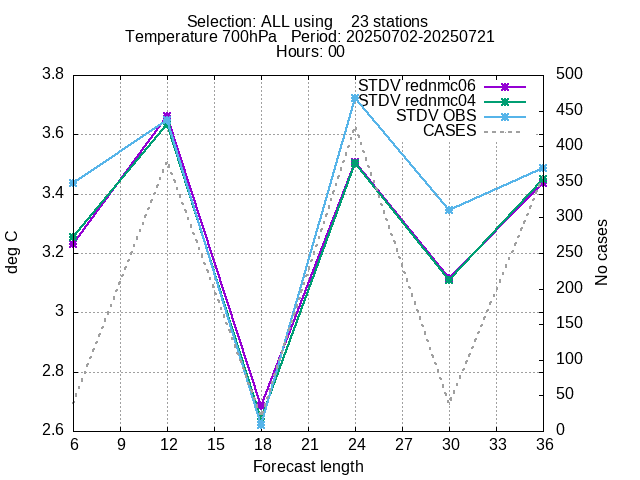 Selection: ALL using    23 stations
Temperature 700hPa   Period: 20250702-20250721
Hours: 00
STDV rednmc06
STDV rednmc04
STDV OBS
CASES
3.8
3.6
3.4
3.2
3
2.8
2.6
deg C
500
450
400
350
300
250
200
150
100
50
0
No cases
6 9 12 15 18 21 24 27 30 33 36
Forecast length